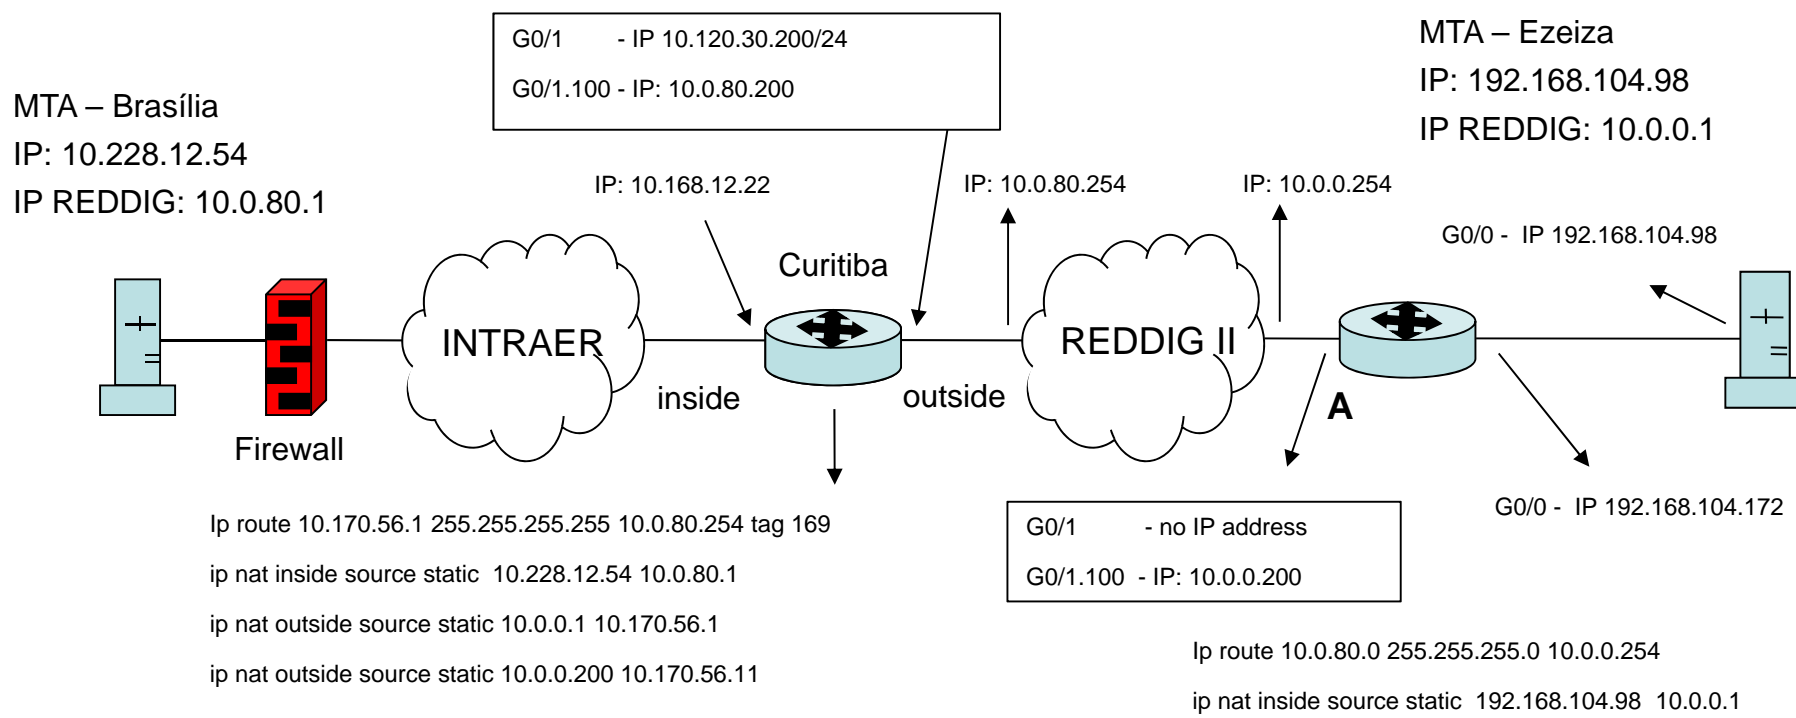 G0/1 - IP 10.120.30.200/24
G0/1.100 - IP: 10.0.80.200
MTA – Ezeiza
IP: 192.168.104.98
IP REDDIG: 10.0.0.1
MTA – Brasília
IP: 10.228.12.54
IP REDDIG: 10.0.80.1
IP: 10.168.12.22
IP: 10.0.80.254
IP: 10.0.0.254
G0/0 - IP 192.168.104.98
Curitiba
INTRAER
REDDIG II
inside
outside
A
Firewall
G0/0 - IP 192.168.104.172
Ip route 10.170.56.1 255.255.255.255 10.0.80.254 tag 169
ip nat inside source static 10.228.12.54 10.0.80.1
ip nat outside source static 10.0.0.1 10.170.56.1
ip nat outside source static 10.0.0.200 10.170.56.11
G0/1 - no IP address
G0/1.100 - IP: 10.0.0.200
Ip route 10.0.80.0 255.255.255.0 10.0.0.254
ip nat inside source static 192.168.104.98 10.0.0.1